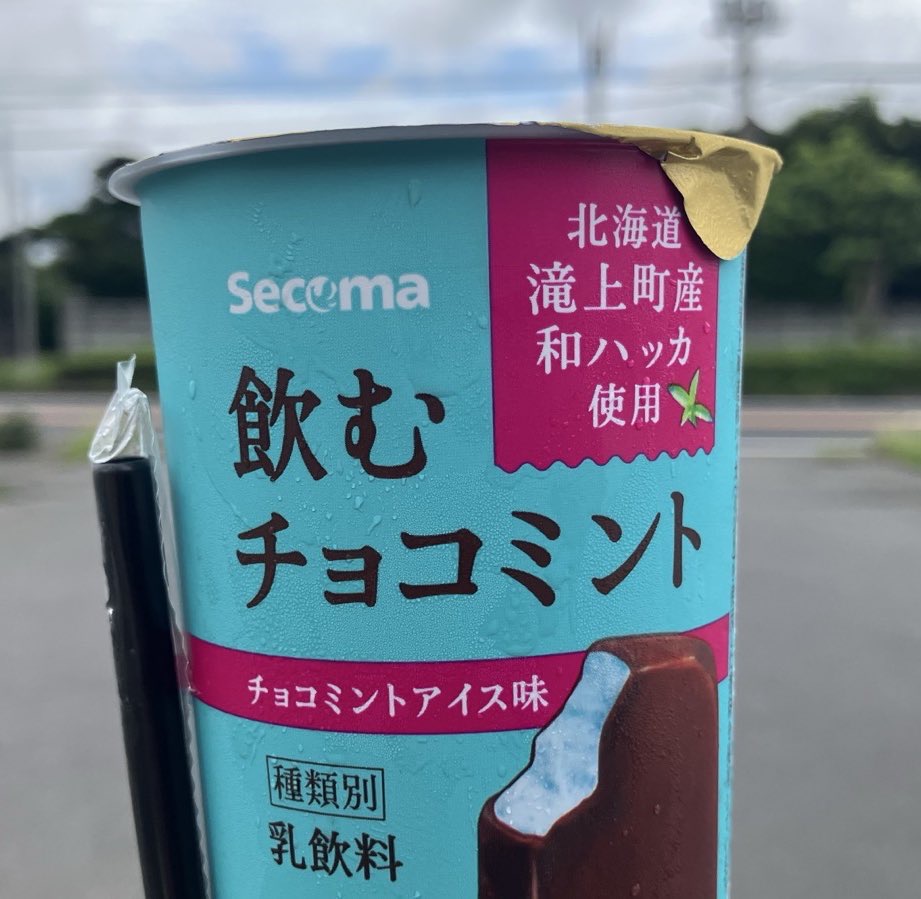 Secoma
北海道
滝上町産
和ハッカ
使用
飲む
チョコミント
チョコミントアイス味
種類別
乳飲料